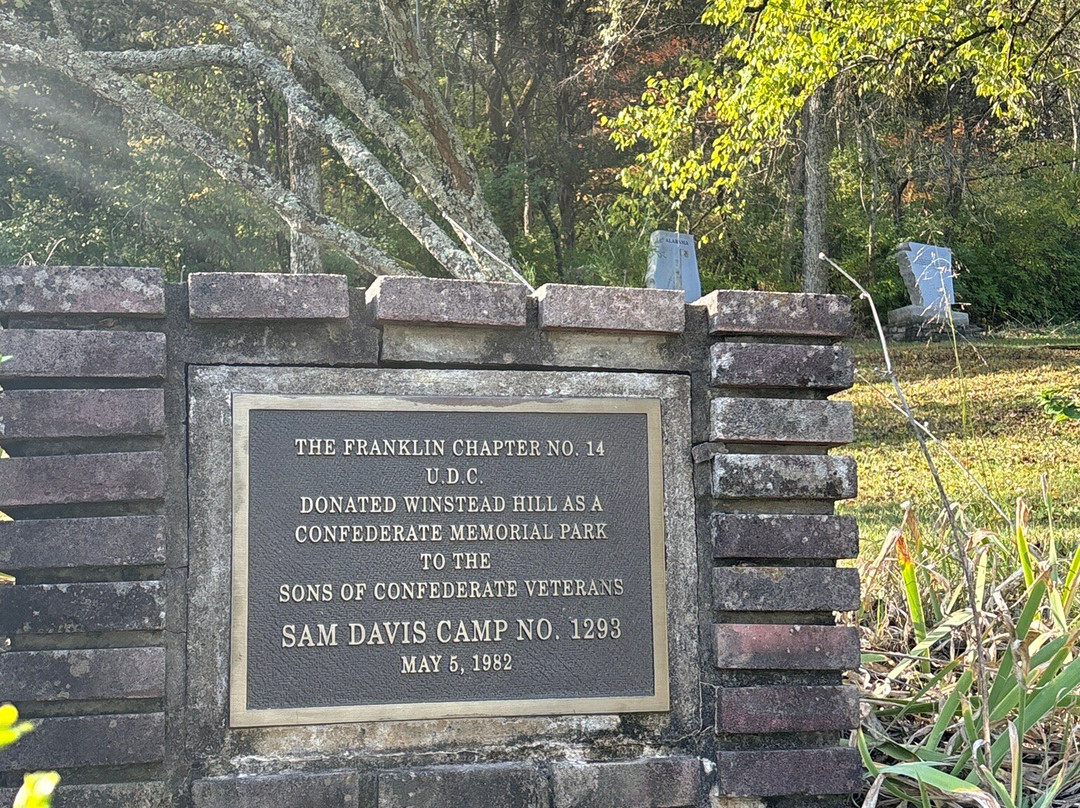 ALABAMA
THE FRANKLIN CHAPTER NO. 14
U.D.C.
DONATED WINSTEAD HILL AS A
CONFEDERATE MEMORIAL PARK
TO THE
SONS OF CONFEDERATE VETERANS
SAM DAVIS CAMP NO. 1293
MAY 5, 1982